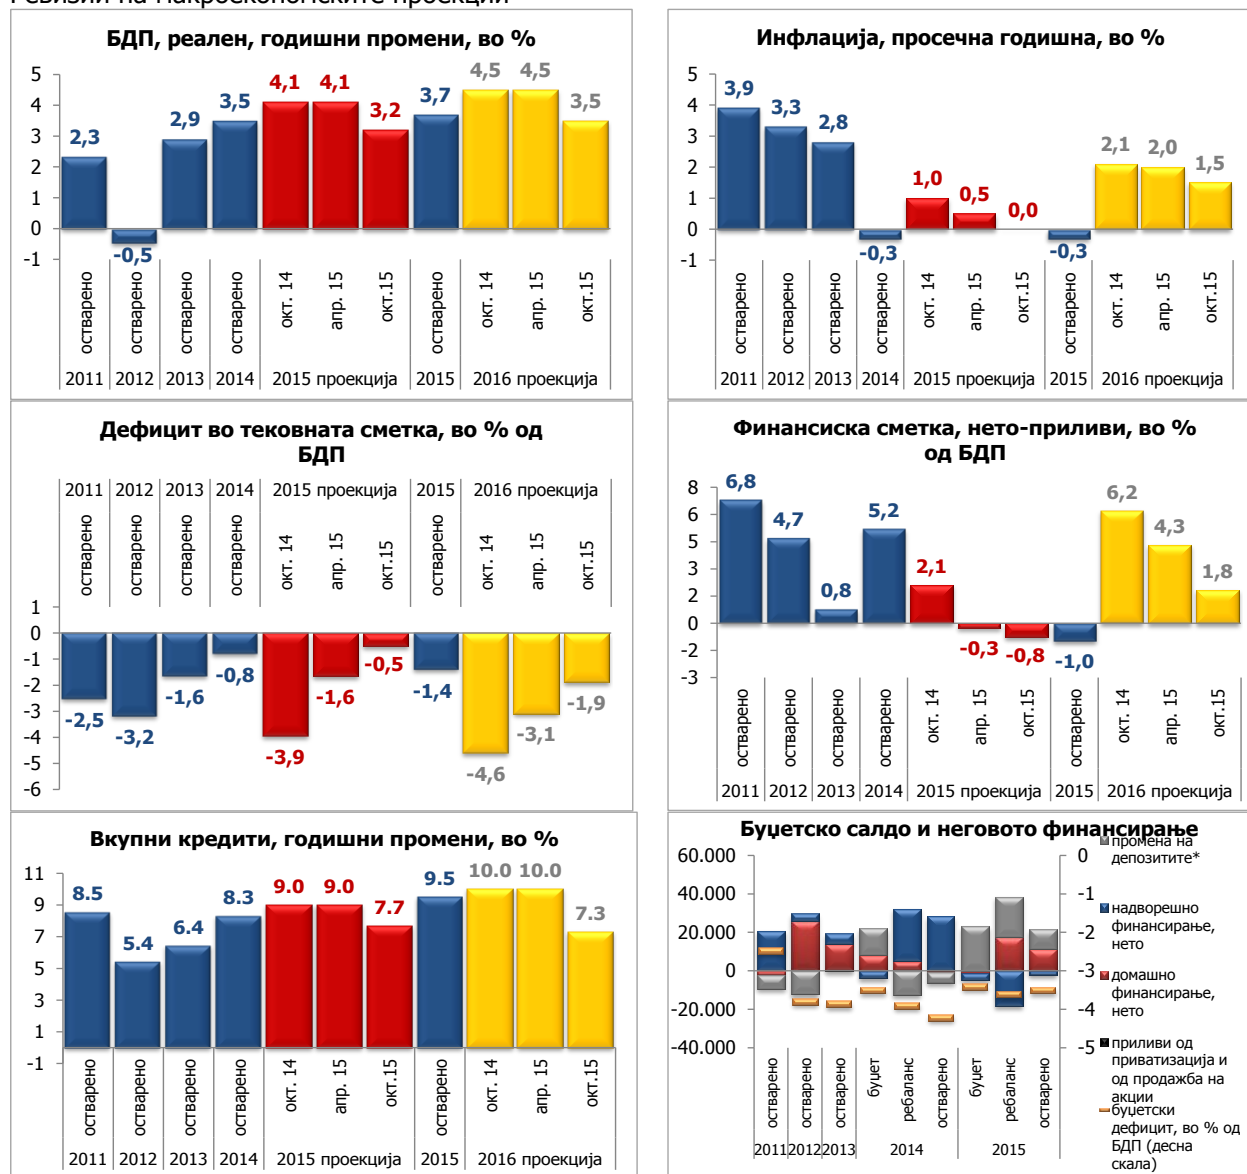 Ревизии на макроекономските проекции
БДП, реален, годишни промени, во %
5
4
3
2
1
0
-1
2,3
-0,5
2,9
3,5
4,1
4,1
3,2
3,7
4,5
4,5
3,5
остварено
остварено
остварено
остварено
окт. 14
апр. 15
окт.15
остварено
окт. 14
апр. 15
окт.15
2011
2012
2013
2014
2015 проекција
2015
2016 проекција
Инфлација, просечна годишна, во %
5
4
3
2
1
0
-1
3,9
3,3
2,8
-0,3
1,0
0,5
0,0
-0,3
2,1
2,0
1,5
остварено
остварено
остварено
остварено
окт. 14
апр. 15
окт.15
остварено
окт. 14
апр. 15
окт.15
2011
2012
2013
2014
2015 проекција
2015
2016 проекција
Дефицит во тековната сметка, во % од
БДП
2011
2012
2013
2014
2015 проекција
2015
2016 проекција
остварено
остварено
остварено
остварено
окт. 14
апр. 15
окт.15
остварено
окт. 14
апр. 15
окт.15
1
0
-1
-2
-3
-4
-5
-6
-2,5
-3,2
-1,6
-0,8
-3,9
-1,6
-0,5
-1,4
-4,6
-3,1
-1,9
Финансиска сметка, нето-приливи, во %
од БДП
8
6
5
3
2
0
-2
-3
6,8
4,7
0,8
5,2
2,1
-0,3
-0,8
-1,0
6,2
4,3
1,8
остварено
остварено
остварено
остварено
окт. 14
апр. 15
окт.15
остварено
окт. 14
апр. 15
окт.15
2011
2012
2013
2014
2015 проекција
2015
2016 проекција
Вкупни кредити, годишни промени, во %
11
9
7
5
3
1
-1
8.5
5.4
6.4
8.3
9.0
9.0
7.7
9.5
10.0
10.0
7.3
остварено
остварено
остварено
остварено
окт. 14
апр. 15
окт.15
остварено
окт. 14
апр. 15
окт.15
2011
2012
2013
2014
2015 проекција
2015
2016 проекција
Буџетско салдо и неговото финансирање
60.000
40.000
20.000
0
-20.000
-40.000
0
-1
-2
-3
-4
-5
остварено
остварено
остварено
буџет
ребаланс
остварено
буџет
ребаланс
остварено
2011
2012
2013
2014
2015
промена на
депозитите*
надворешно
финансирање,
нето
домашно
финансирање,
нето
приливи од
приватизација и
од продажба на
акции
буџетски
дефицит, во % од
БДП (десна
скала)